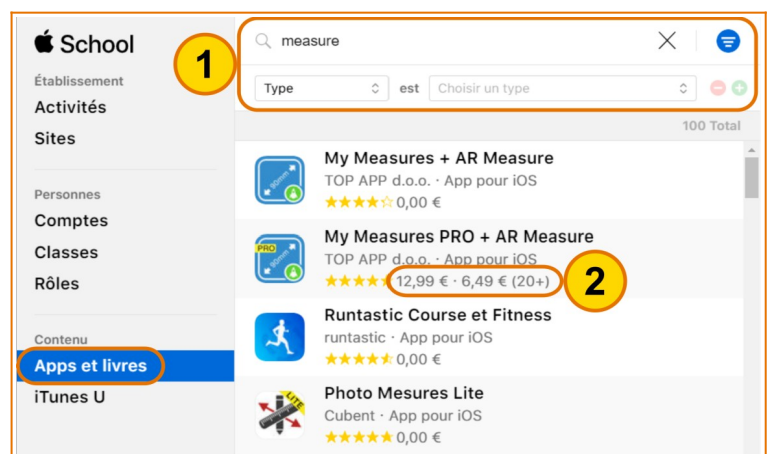 School
Établissement
Activités
Sites
Personnes
Comptes
Classes
Rôles
Contenu
Apps et livres
iTunes U
1
measure
Type est Choisir un type
100 Total
My Measures + AR Measure
TOP APP d.o.o. · App pour iOS
0,00 €
PRO
My Measures PRO + AR Measure
TOP APP d.o.o. · App pour iOS
12,99 € · 6,49 € (20+)
2
Runtastic Course et Fitness
runtastic · App pour iOS
0,00 €
LITE
Photo Mesures Lite
Cubent · App pour iOS
0,00 €